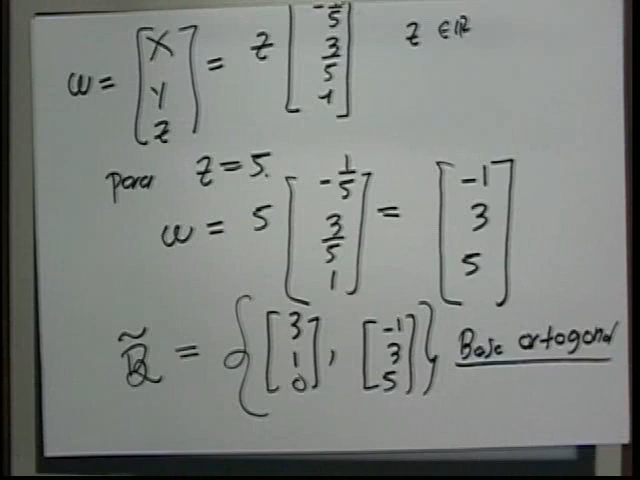 w = [x y z] = z [-1/5 3/5 1] z ∈ ℝ
para z = 5.
w = 5 [-1/5 3/5 1] = [-1 3 5]
B̃ = {[3 1 0], [-1 3 5]} Base ortogonal